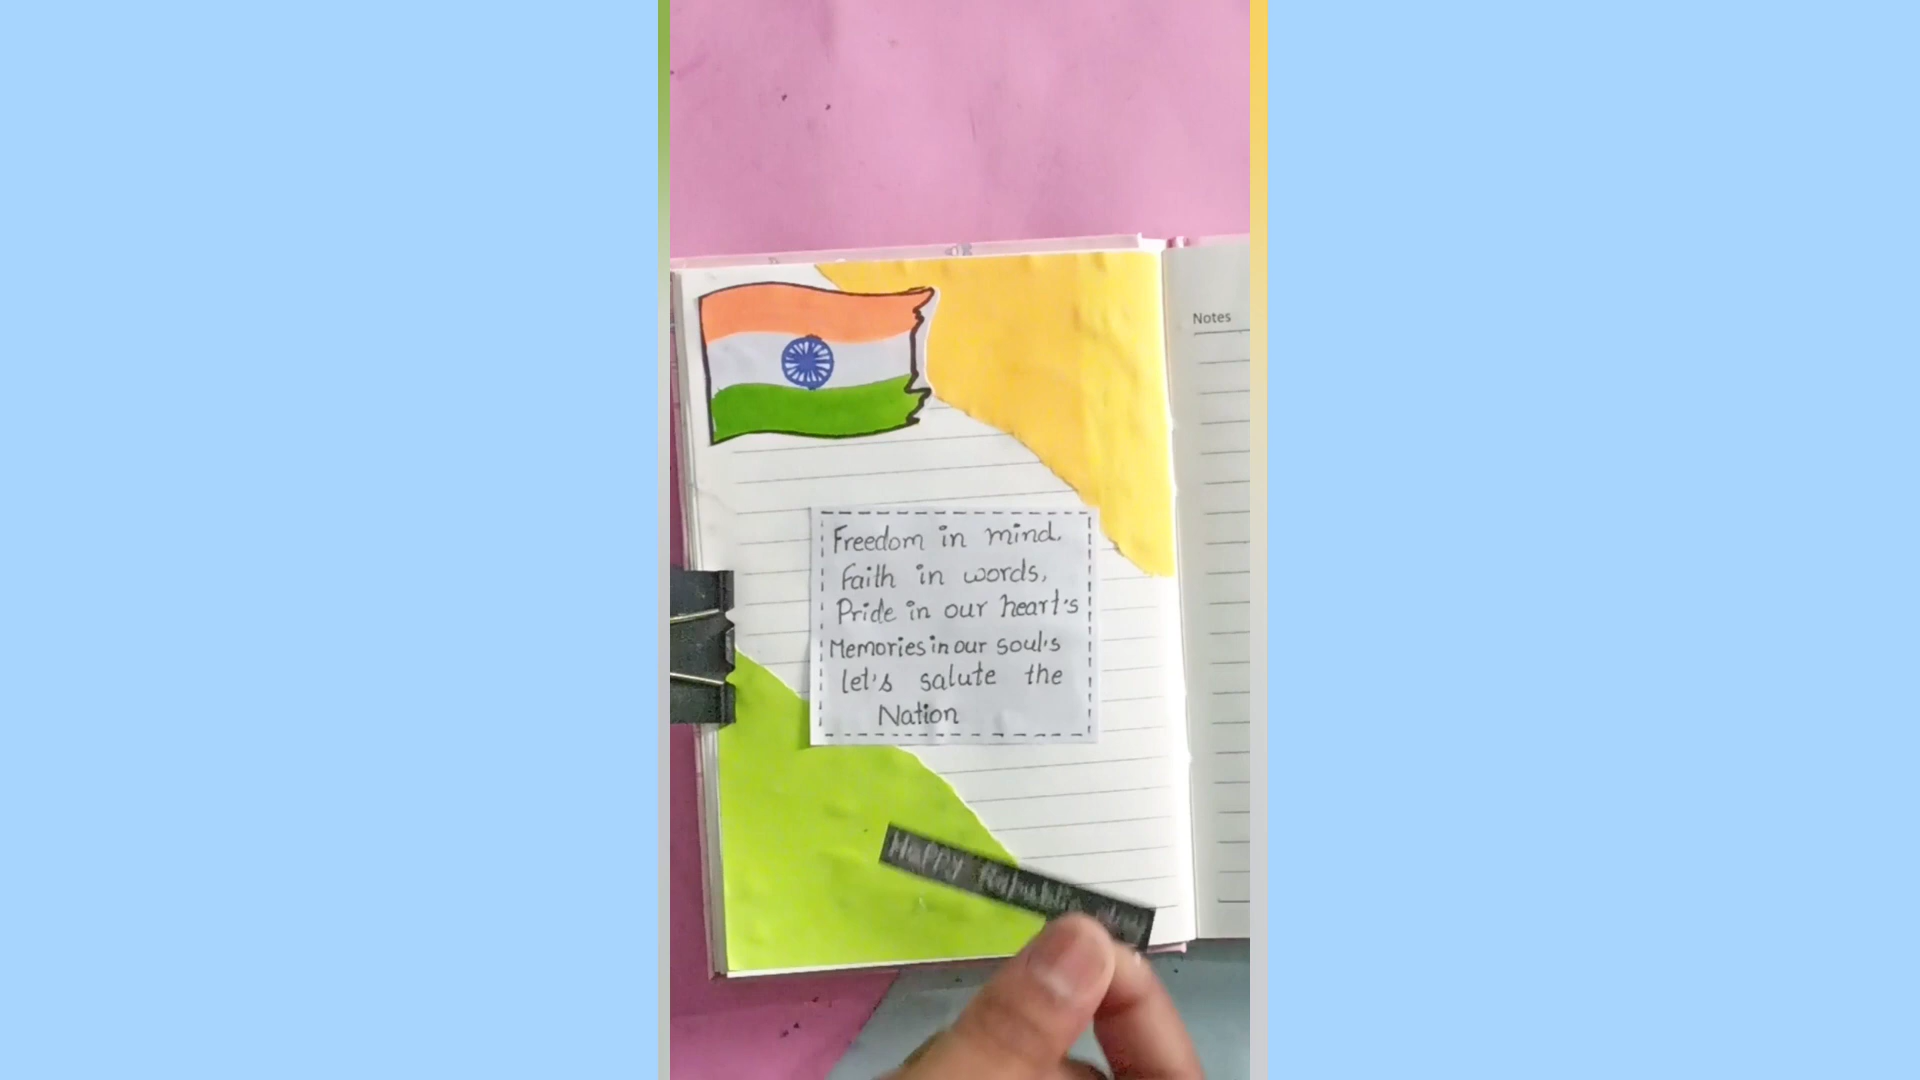 Notes
Freedom in mind.
Faith in words,
Pride in our heart's
Memories in our soul's
let's salute the
Nation
Happy Republic